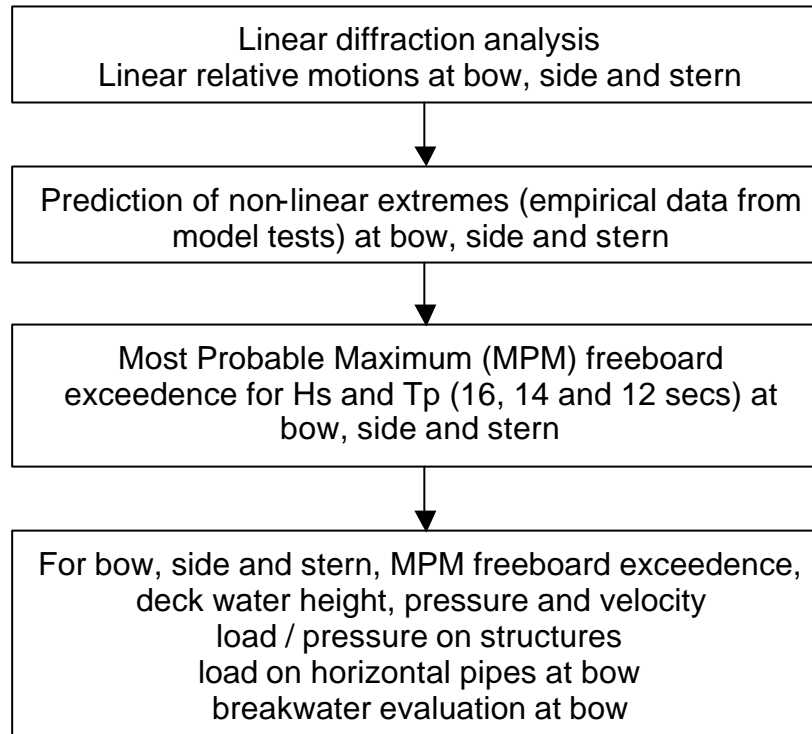 Linear diffraction analysis
Linear relative motions at bow, side and stern
Prediction of non-linear extremes (empirical data from
model tests) at bow, side and stern
Most Probable Maximum (MPM) freeboard
exceedence for Hs and Tp (16, 14 and 12 secs) at
bow, side and stern
For bow, side and stern, MPM freeboard exceedence,
deck water height, pressure and velocity
load / pressure on structures
load on horizontal pipes at bow
breakwater evaluation at bow